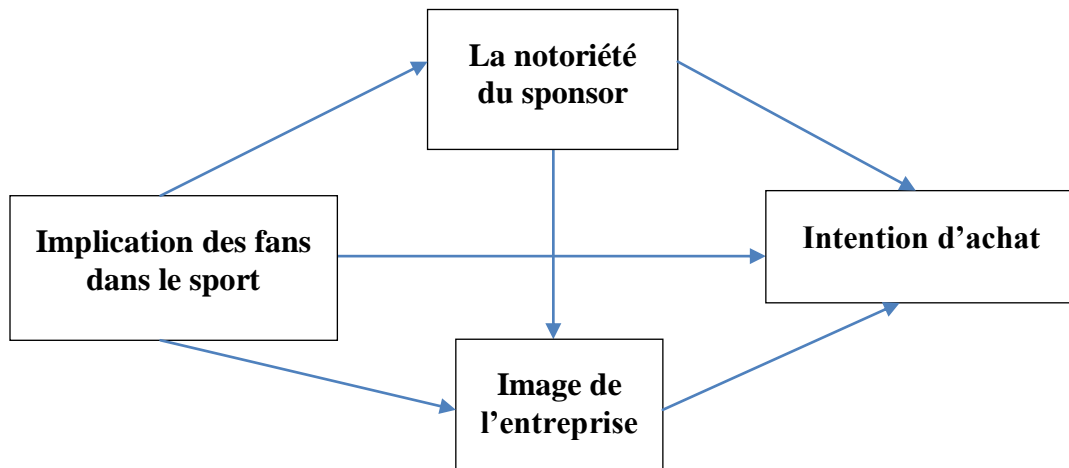 La notoriété
du sponsor
Implication des fans
dans le sport
Intention d’achat
Image de
l’entreprise